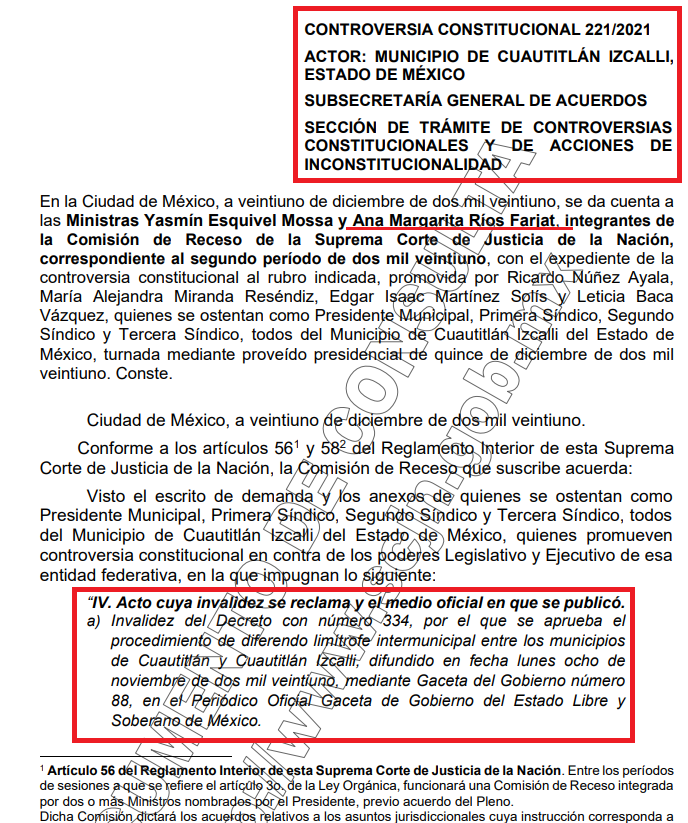 CONTROVERSIA CONSTITUCIONAL 221/2021
ACTOR: MUNICIPIO DE CUAUTITLÁN IZCALLI,
ESTADO DE MÉXICO
SUBSECRETARÍA GENERAL DE ACUERDOS
SECCIÓN DE TRÁMITE DE CONTROVERSIAS
CONSTITUCIONALES Y DE ACCIONES DE
INCONSTITUCIONALIDAD
En la Ciudad de México, a veintiuno de diciembre de dos mil veintiuno, se da cuenta a
las Ministras Yasmín Esquivel Mossa y Ana Margarita Ríos Farjat, integrantes de
la Comisión de Receso de la Suprema Corte de Justicia de la Nación,
correspondiente al segundo período de dos mil veintiuno, con el expediente de la
controversia constitucional al rubro indicada, promovida por Ricardo Núñez Ayala,
María Alejandra Miranda Reséndiz, Edgar Isaac Martínez Solís y Leticia Baca
Vázquez, quienes se ostentan como Presidente Municipal, Primera Síndico, Segundo
Síndico y Tercera Síndico, todos del Municipio de Cuautitlán Izcalli del Estado de
México, turnada mediante proveído presidencial de quince de diciembre de dos mil
veintiuno. Conste.
Ciudad de México, a veintiuno de diciembre de dos mil veintiuno.
Conforme a los artículos 56¹ y 58² del Reglamento Interior de esta Suprema
Corte de Justicia de la Nación, la Comisión de Receso que suscribe acuerda:
Visto el escrito de demanda y los anexos de quienes se ostentan como
Presidente Municipal, Primera Síndico, Segundo Síndico y Tercera Síndico, todos
del Municipio de Cuautitlán Izcalli del Estado de México, quienes promueven
controversia constitucional en contra de los poderes Legislativo y Ejecutivo de esa
entidad federativa, en la que impugnan lo siguiente:
“IV. Acto cuya invalidez se reclama y el medio oficial en que se publicó.
a) Invalidez del Decreto con número 334, por el que se aprueba el
procedimiento de diferendo limítrofe intermunicipal entre los municipios
de Cuautitlán y Cuautitlán Izcalli, difundido en fecha lunes ocho de
noviembre de dos mil veintiuno, mediante Gaceta del Gobierno número
88, en el Periódico Oficial Gaceta de Gobierno del Estado Libre y
Soberano de México.
¹ Artículo 56 del Reglamento Interior de esta Suprema Corte de Justicia de la Nación. Entre los períodos
de sesiones a que se refiere el artículo 3o. de la Ley Orgánica, funcionará una Comisión de Receso integrada
por dos o más Ministros nombrados por el Presidente, previo acuerdo del Pleno.
Dicha Comisión dictará los acuerdos relativos a los asuntos jurisdiccionales cuya instrucción corresponda a
UMENTO DE CONSULTA
://www.scjn.gob.mx